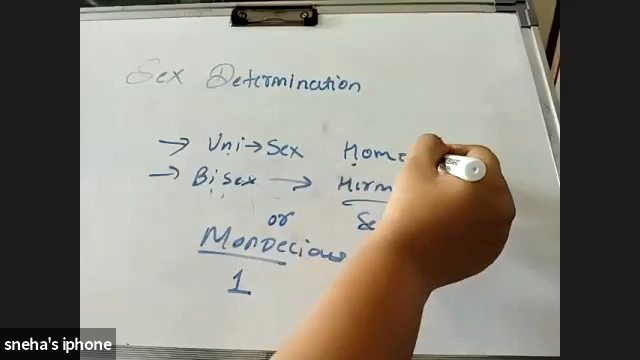 Sex Determination
→ Uni → Sex
→ Bisex →
or
Monoecious
1
sneha's iphone